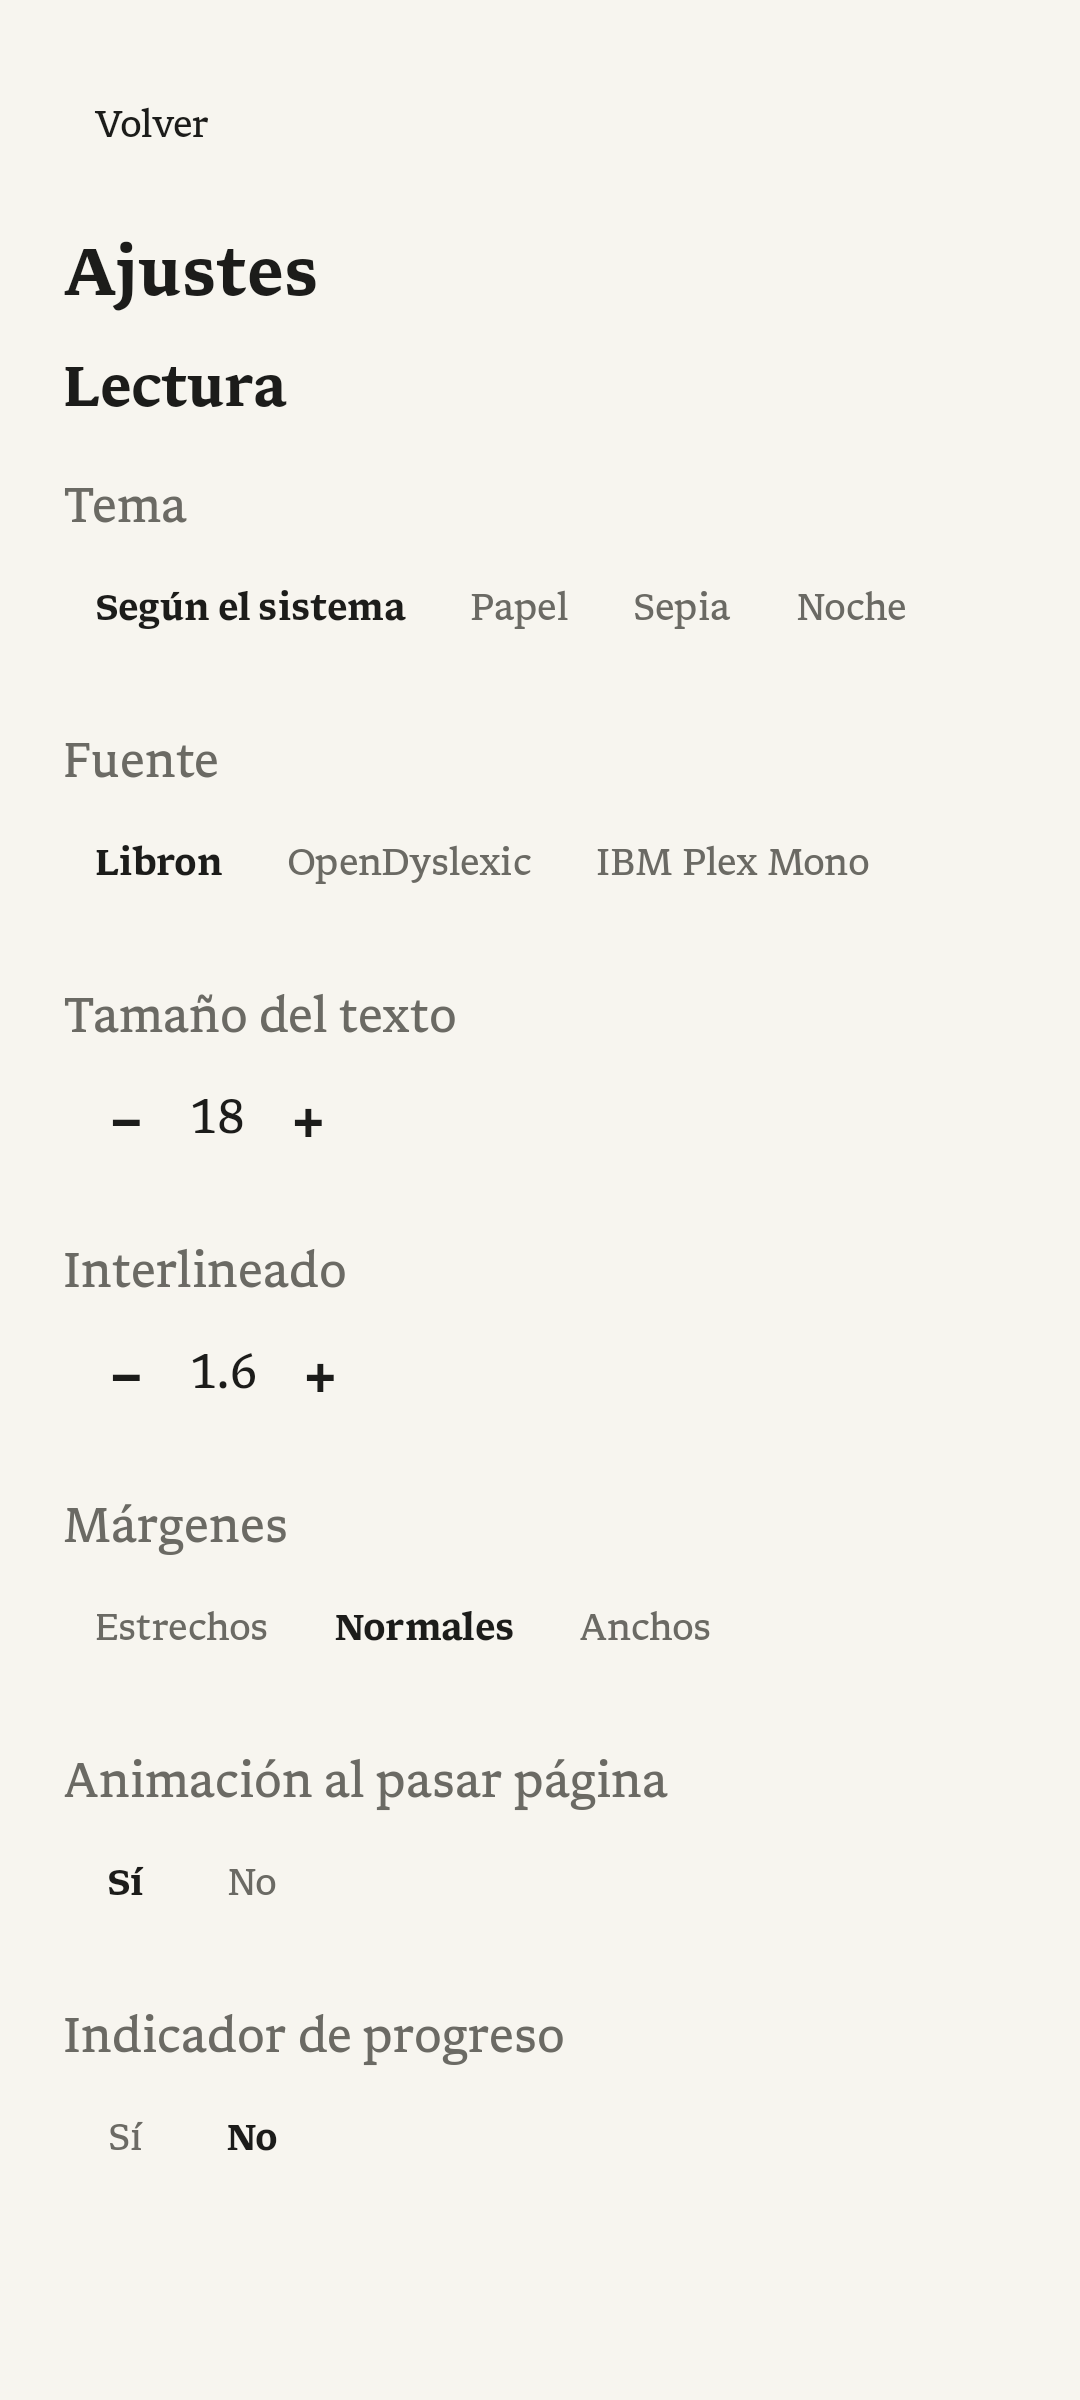 Volver
Ajustes
Lectura
Tema
Según el sistema Papel Sepia Noche
Fuente
Libron OpenDyslexic IBM Plex Mono
Tamaño del texto
– 18 +
Interlineado
– 1.6 +
Márgenes
Estrechos Normales Anchos
Animación al pasar página
Sí No
Indicador de progreso
Sí No